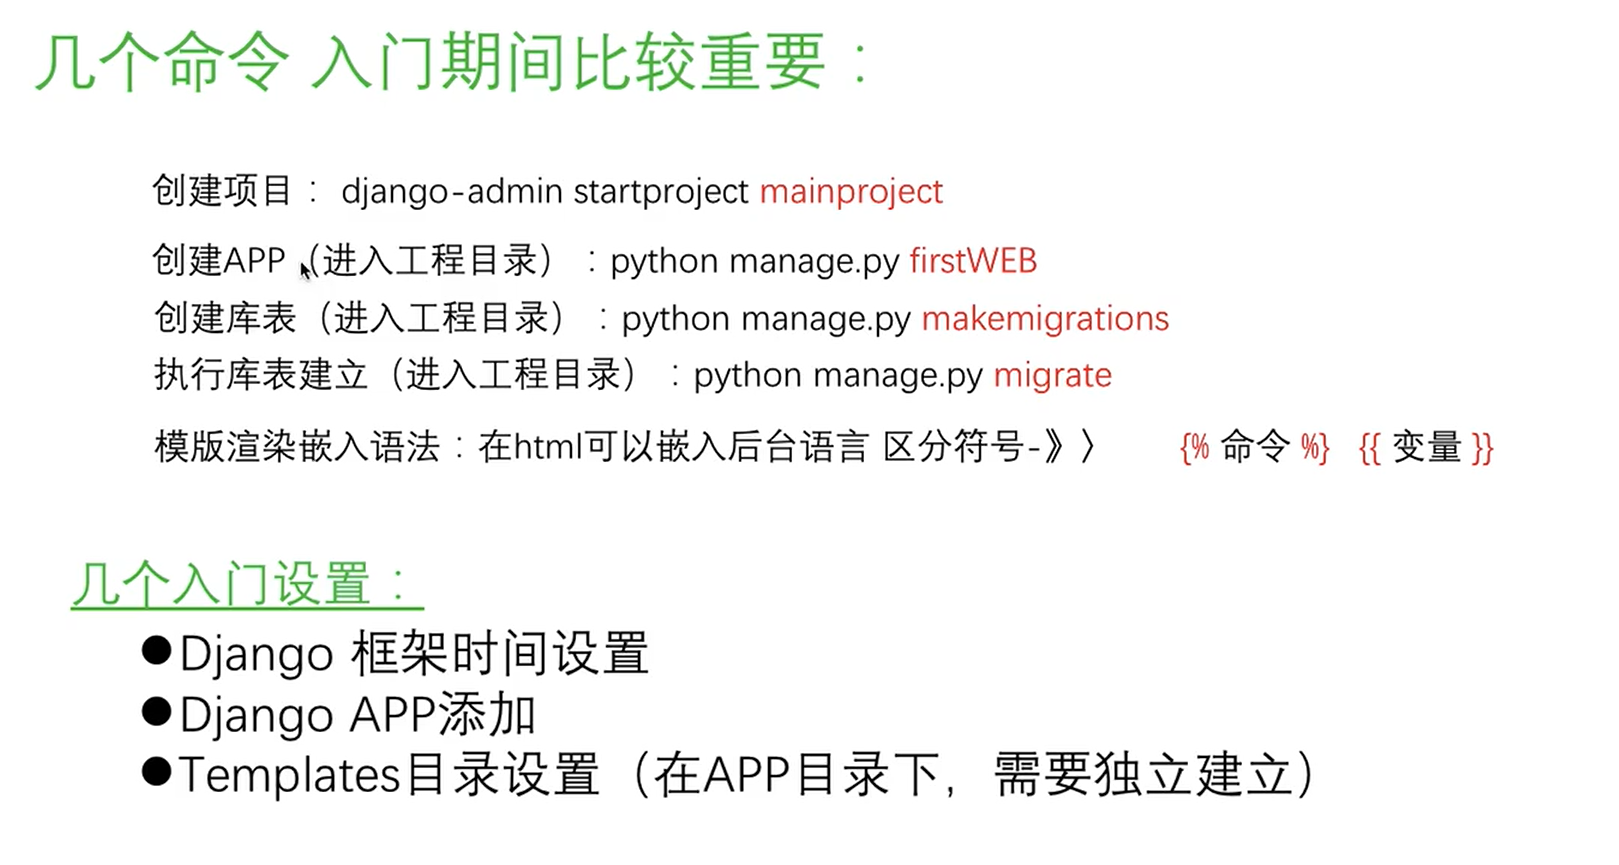 几个命令 入门期间比较重要：
创建项目： django-admin startproject mainproject
创建APP（进入工程目录）：python manage.py firstWEB
创建库表（进入工程目录）：python manage.py makemigrations
执行库表建立（进入工程目录）：python manage.py migrate
模版渲染嵌入语法：在html可以嵌入后台语言 区分符号-》〉 {% 命令 %} {{ 变量 }}
几个入门设置：
●Django 框架时间设置
●Django APP添加
●Templates目录设置（在APP目录下，需要独立建立）